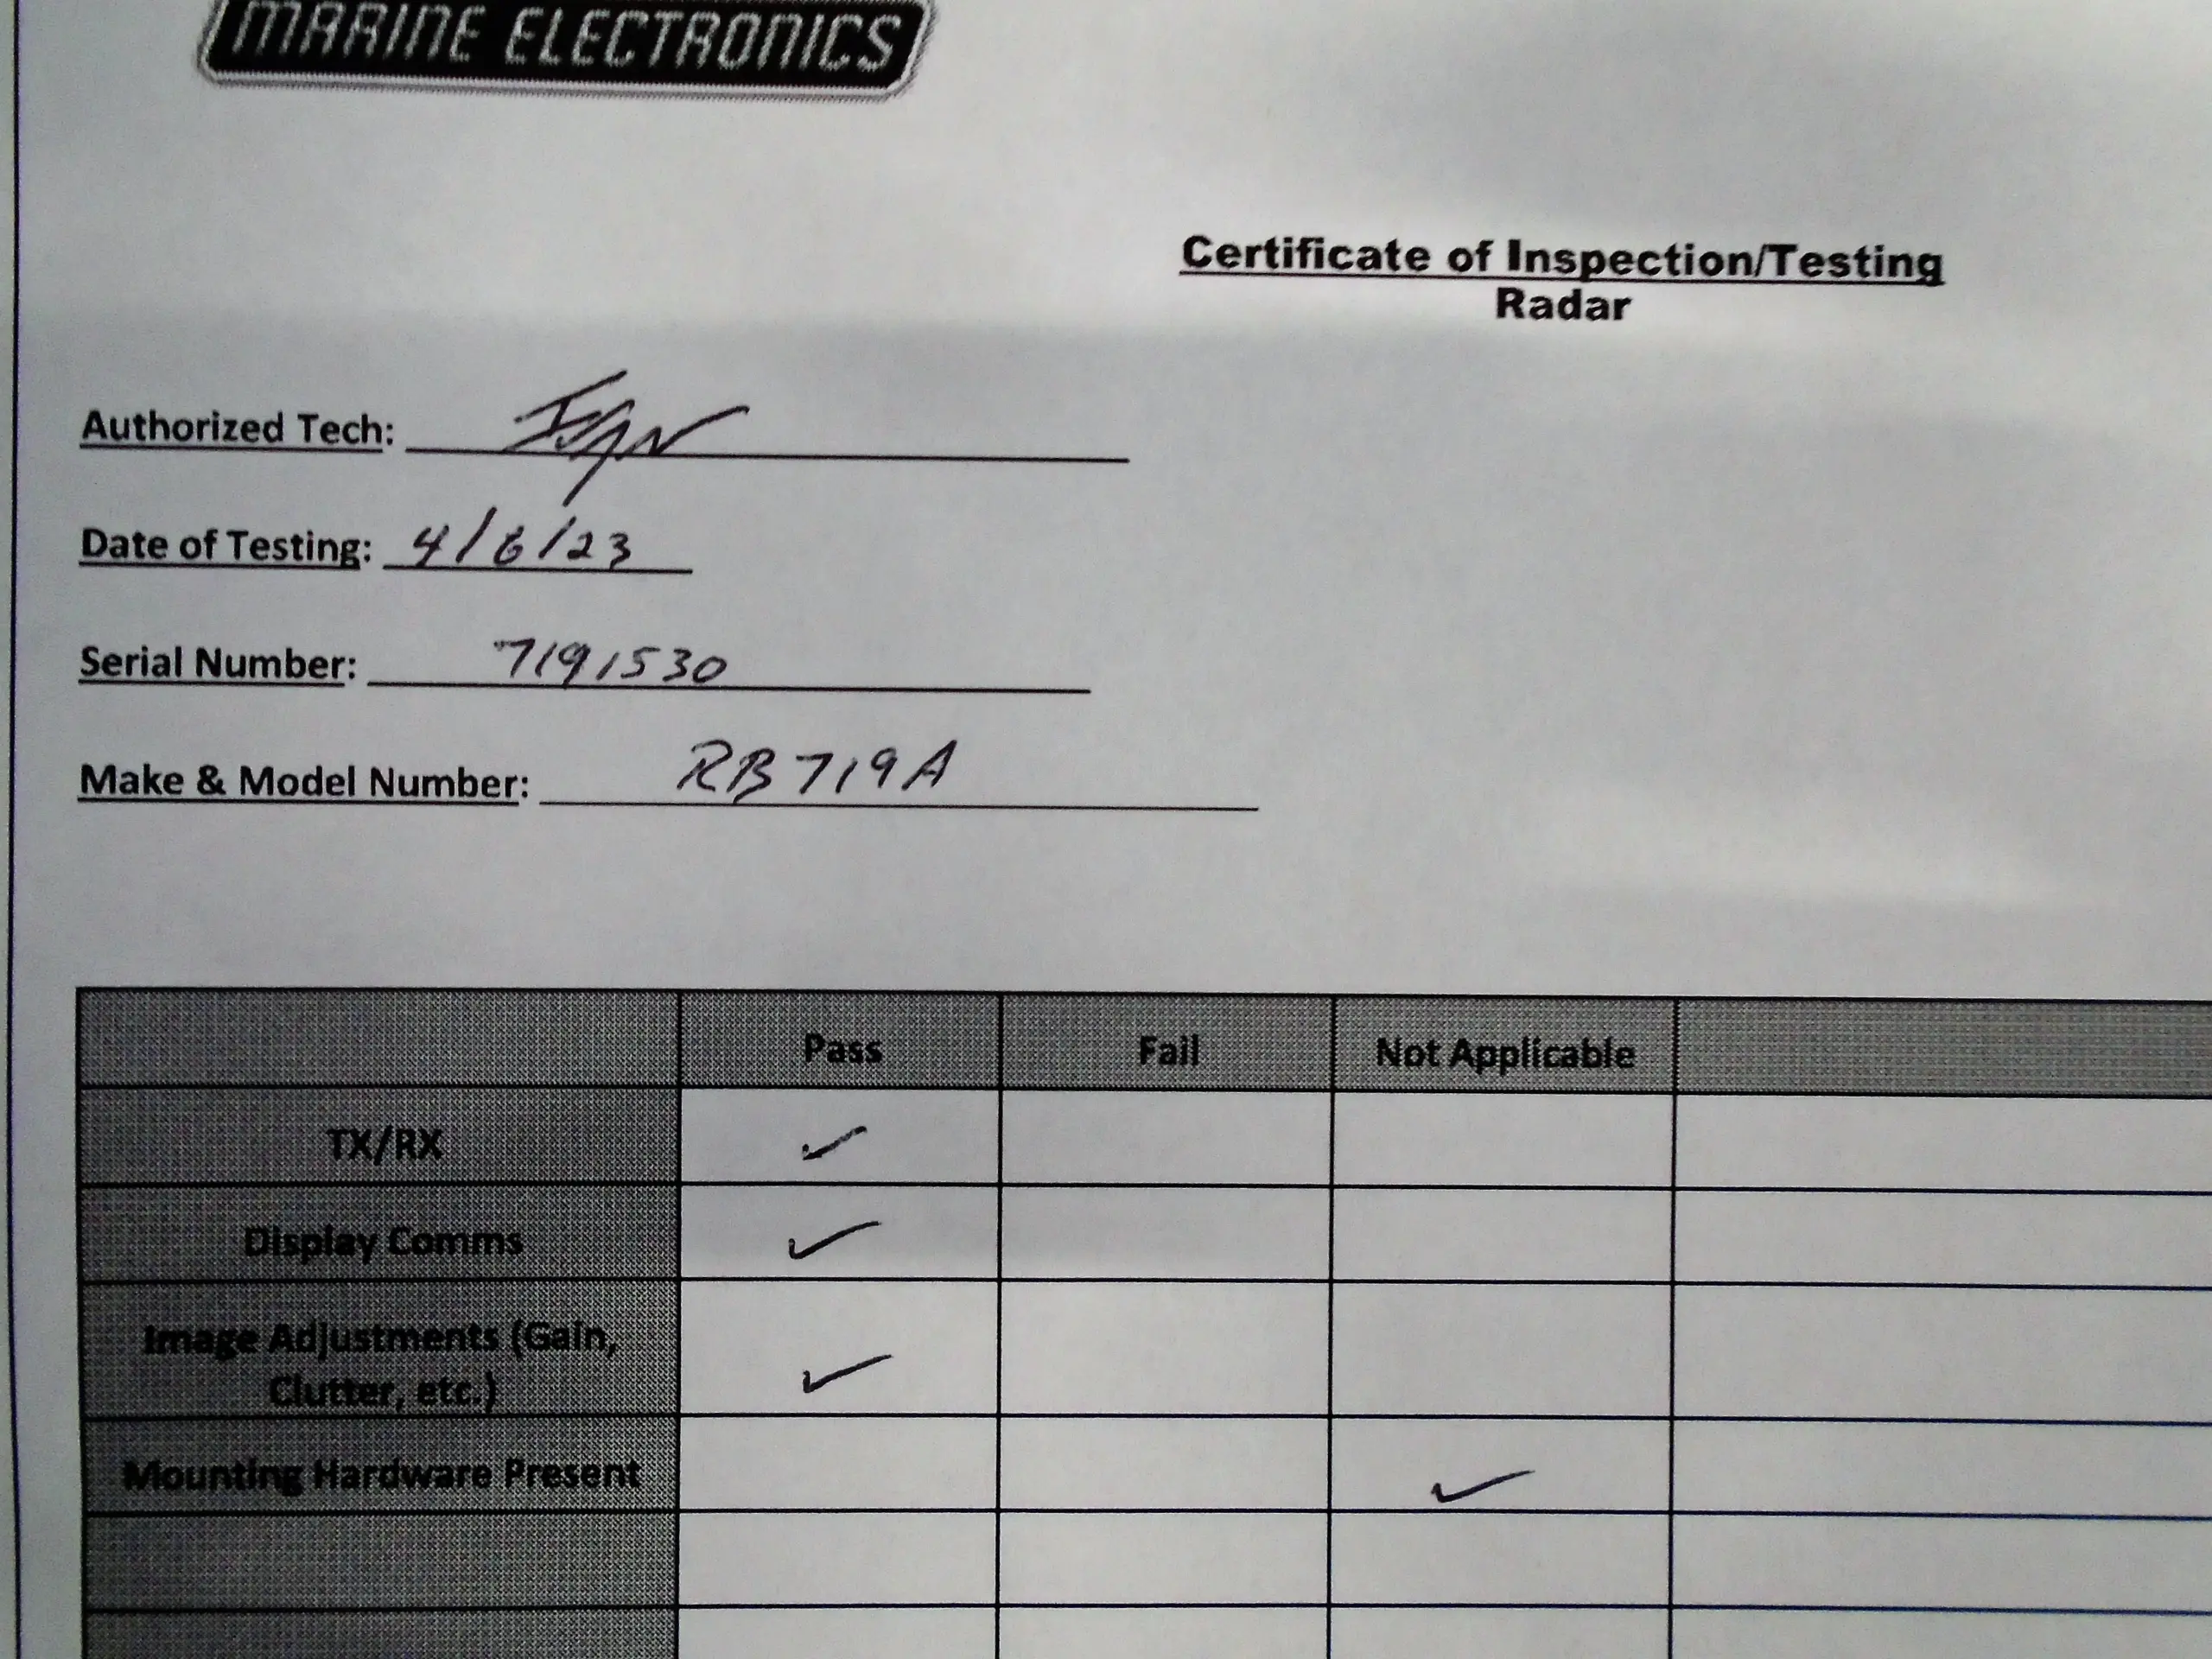 MARINE ELECTRONICS
Certificate of Inspection/Testing
Radar
Authorized Tech:
Date of Testing: 4/6/23
Serial Number: 7191530
Make & Model Number: RB719A
Pass Fail Not Applicable
TX/RX ✓
Display Comms ✓
Image Adjustments (Gain,
Clutter, etc.) ✓
Mounting Hardware Present ✓